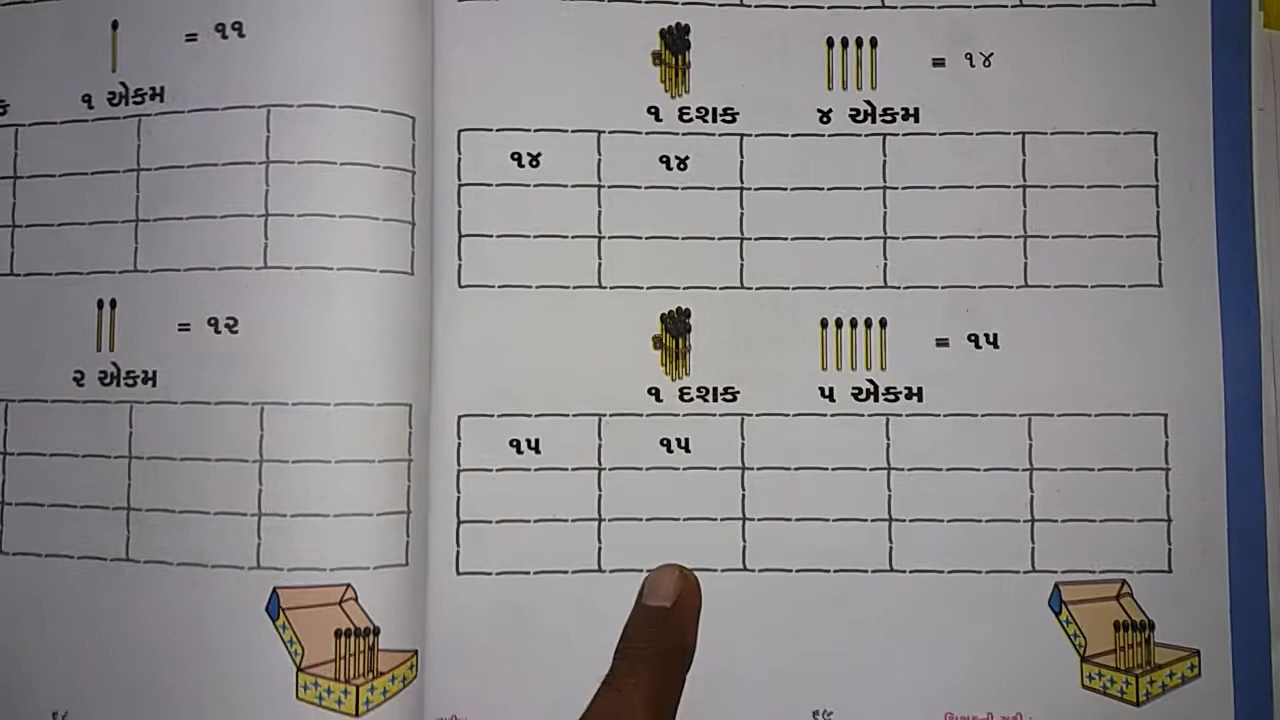 = ૧૧
૧ એકમ
= ૧૨
૨ એકમ
= ૧૪
૧ દશક ૪ એકમ
૧૪ ૧૪
= ૧૫
૧ દશક ૫ એકમ
૧૫ ૧૫